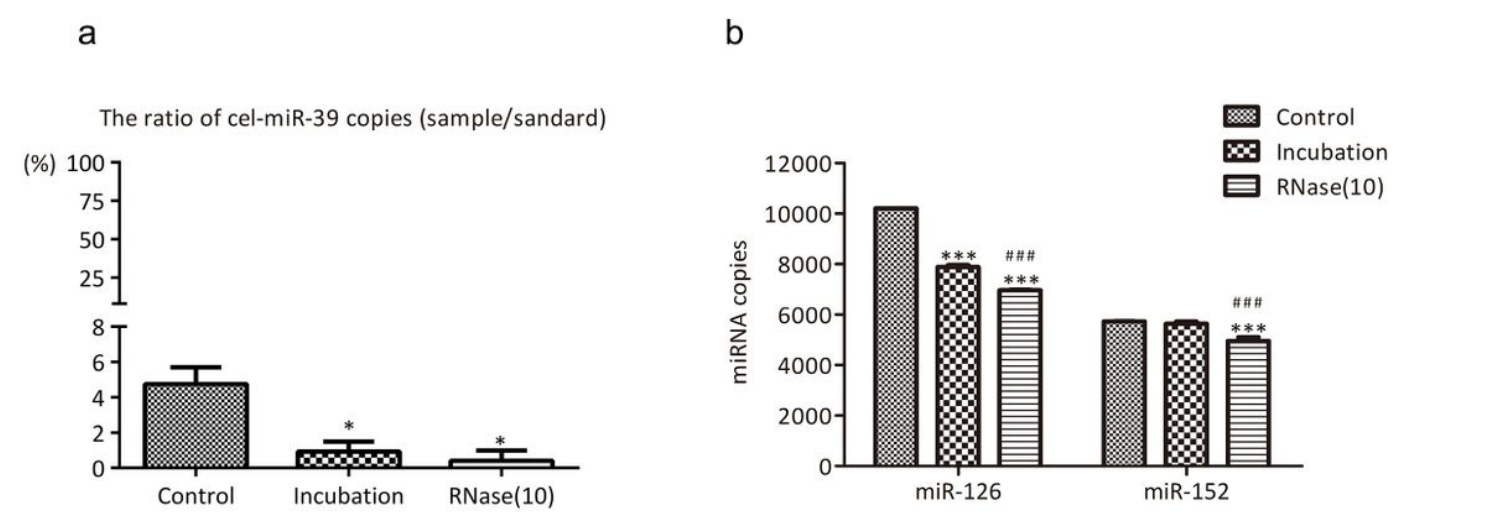 a
The ratio of cel-miR-39 copies (sample/sandard)
(%) 100
75
50
25
8
6
4
2
0
*
*
Control Incubation RNase(10)
b
Control
Incubation
RNase(10)
miRNA copies
12000
10000
8000
6000
4000
2000
0
***
###
***
###
***
miR-126 miR-152